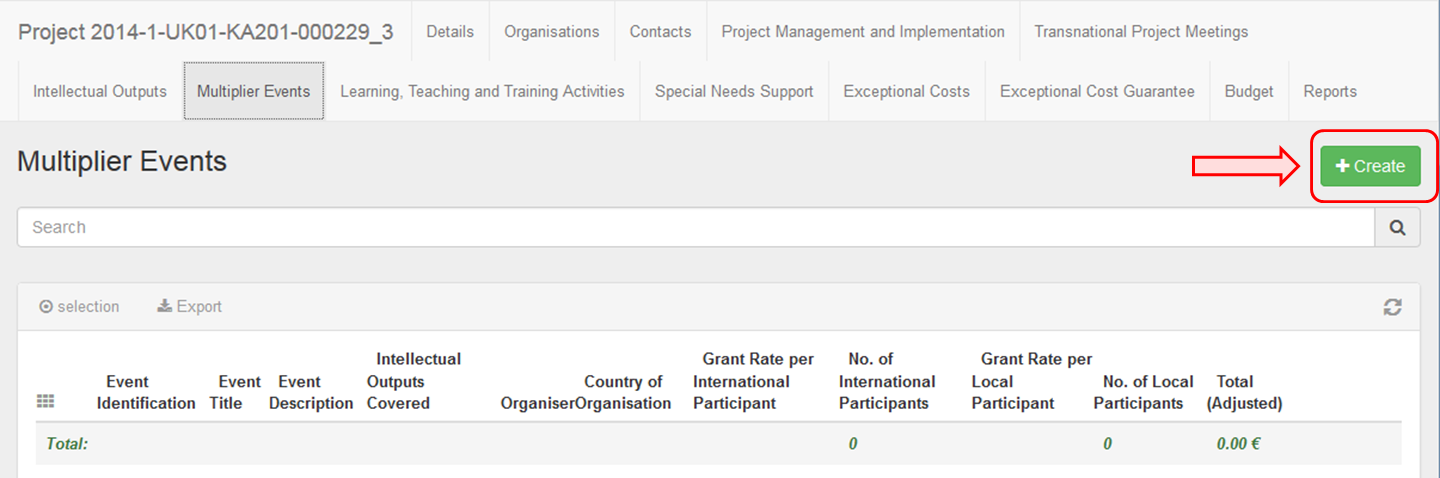 Project 2014-1-UK01-KA201-000229_3 Details Organisations Contacts Project Management and Implementation Transnational Project Meetings
Intellectual Outputs Multiplier Events Learning, Teaching and Training Activities Special Needs Support Exceptional Costs Exceptional Cost Guarantee Budget Reports
Multiplier Events
Create
Search
selection Export
Event Identification
Event Title
Event Description
Intellectual Outputs Covered
Organiser
Country of Organisation
Grant Rate per International Participant
No. of International Participants
Grant Rate per Local Participant
No. of Local Participants
Total (Adjusted)
Total: 0 0 0.00 €